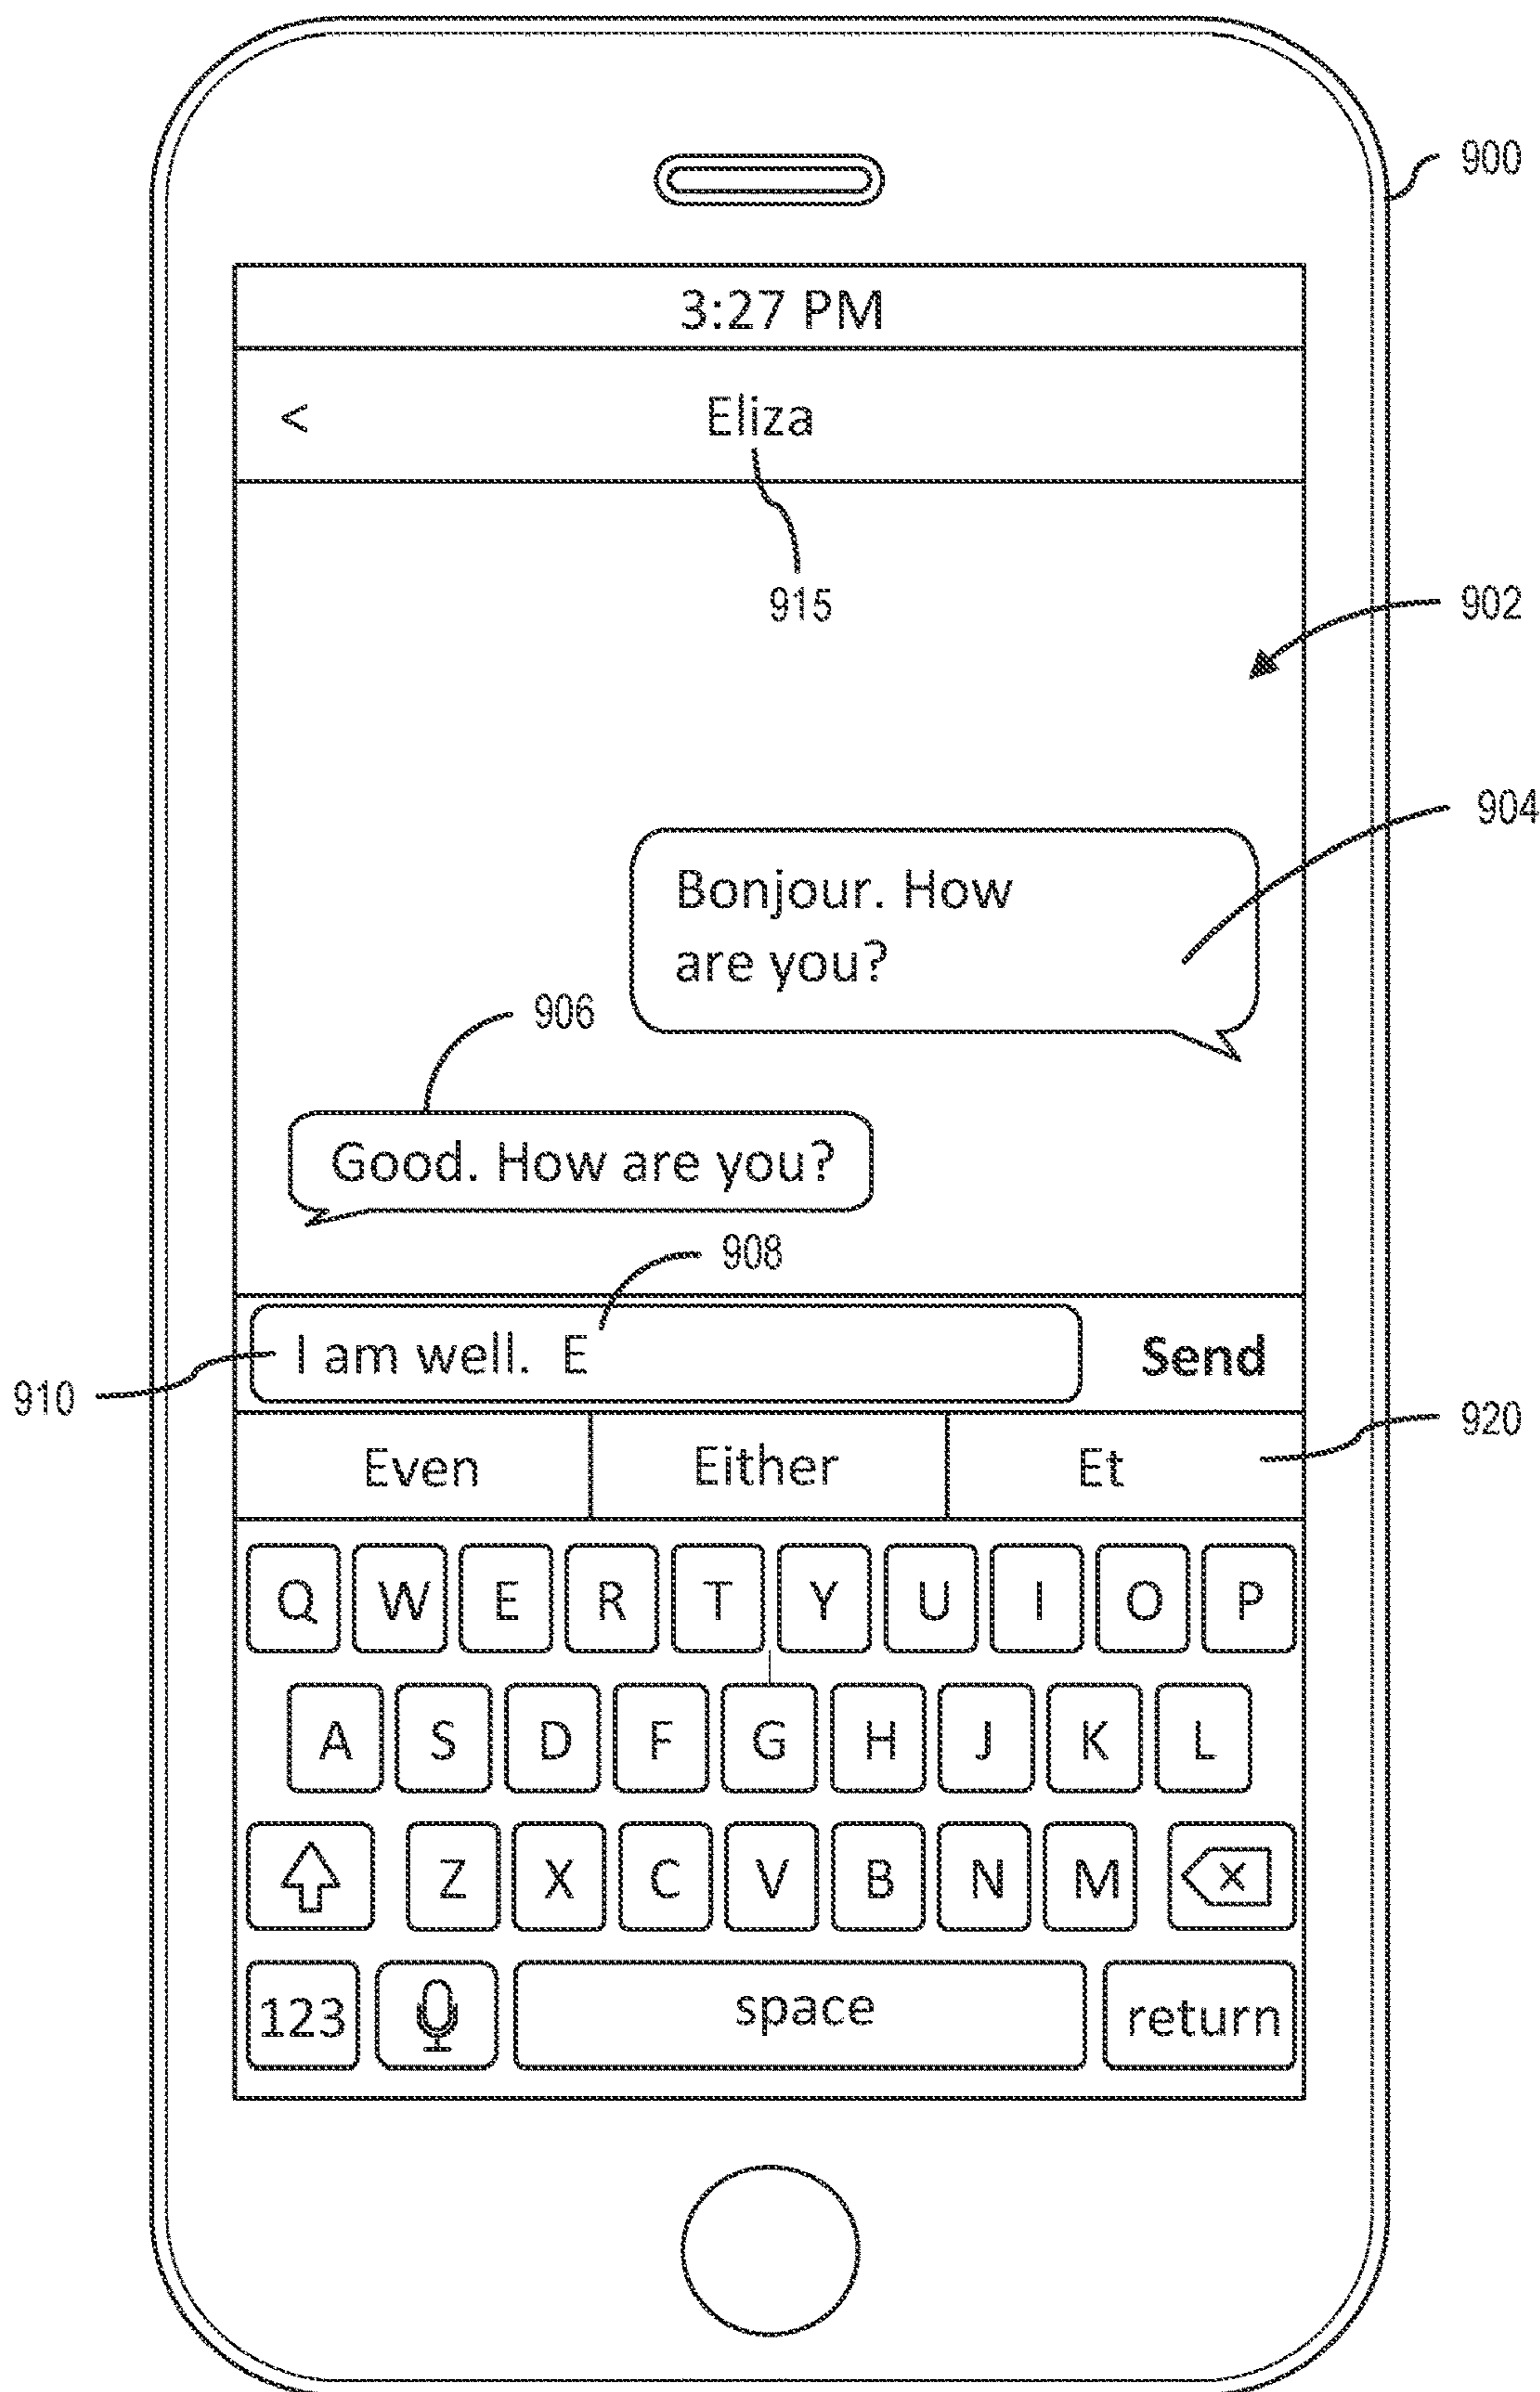 900
3:27 PM
< Eliza
915
902
904
Bonjour. How
are you?
906
Good. How are you?
908
I am well.  E
Send
910
920
Even Either Et
Q W E R T Y U I O P
A S D F G H J K L
Z X C V B N M
123 space return